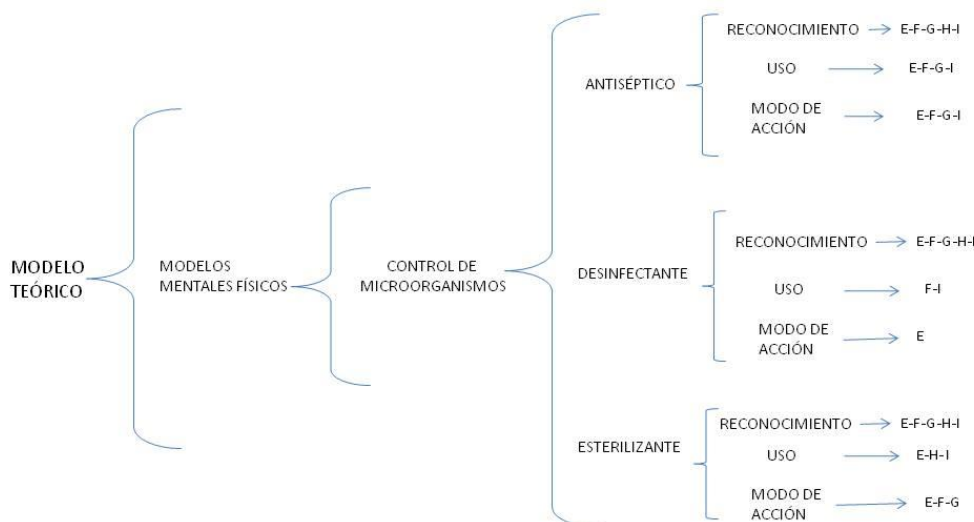 MODELO
TEÓRICO
MODELOS
MENTALES FÍSICOS
CONTROL DE
MICROORGANISMOS
ANTISÉPTICO
RECONOCIMIENTO E-F-G-H-I
USO E-F-G-I
MODO DE
ACCIÓN E-F-G-I
DESINFECTANTE
RECONOCIMIENTO E-F-G-H-I
USO F-I
MODO DE
ACCIÓN E
ESTERILIZANTE
RECONOCIMIENTO E-F-G-H-I
USO E-H-I
MODO DE
ACCIÓN E-F-G